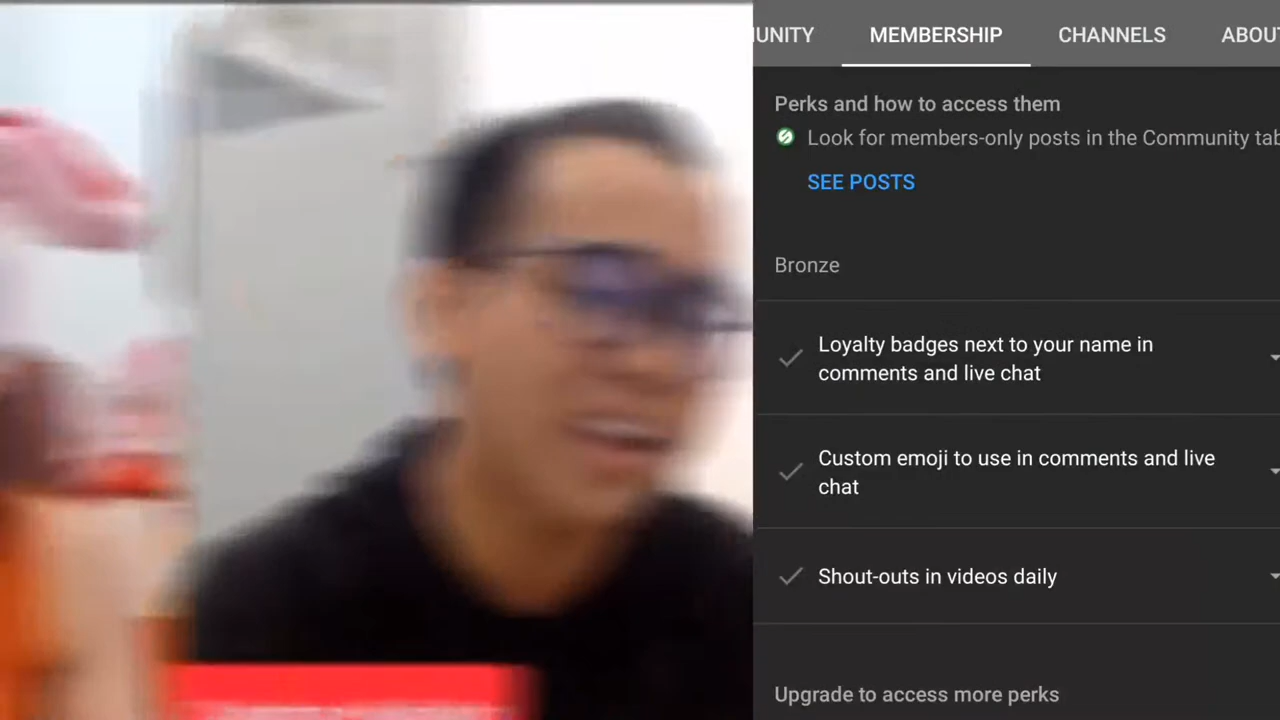 UNITY MEMBERSHIP CHANNELS ABOU
Perks and how to access them
Look for members-only posts in the Community tab
SEE POSTS
Bronze
Loyalty badges next to your name in
comments and live chat
Custom emoji to use in comments and live
chat
Shout-outs in videos daily
Upgrade to access more perks